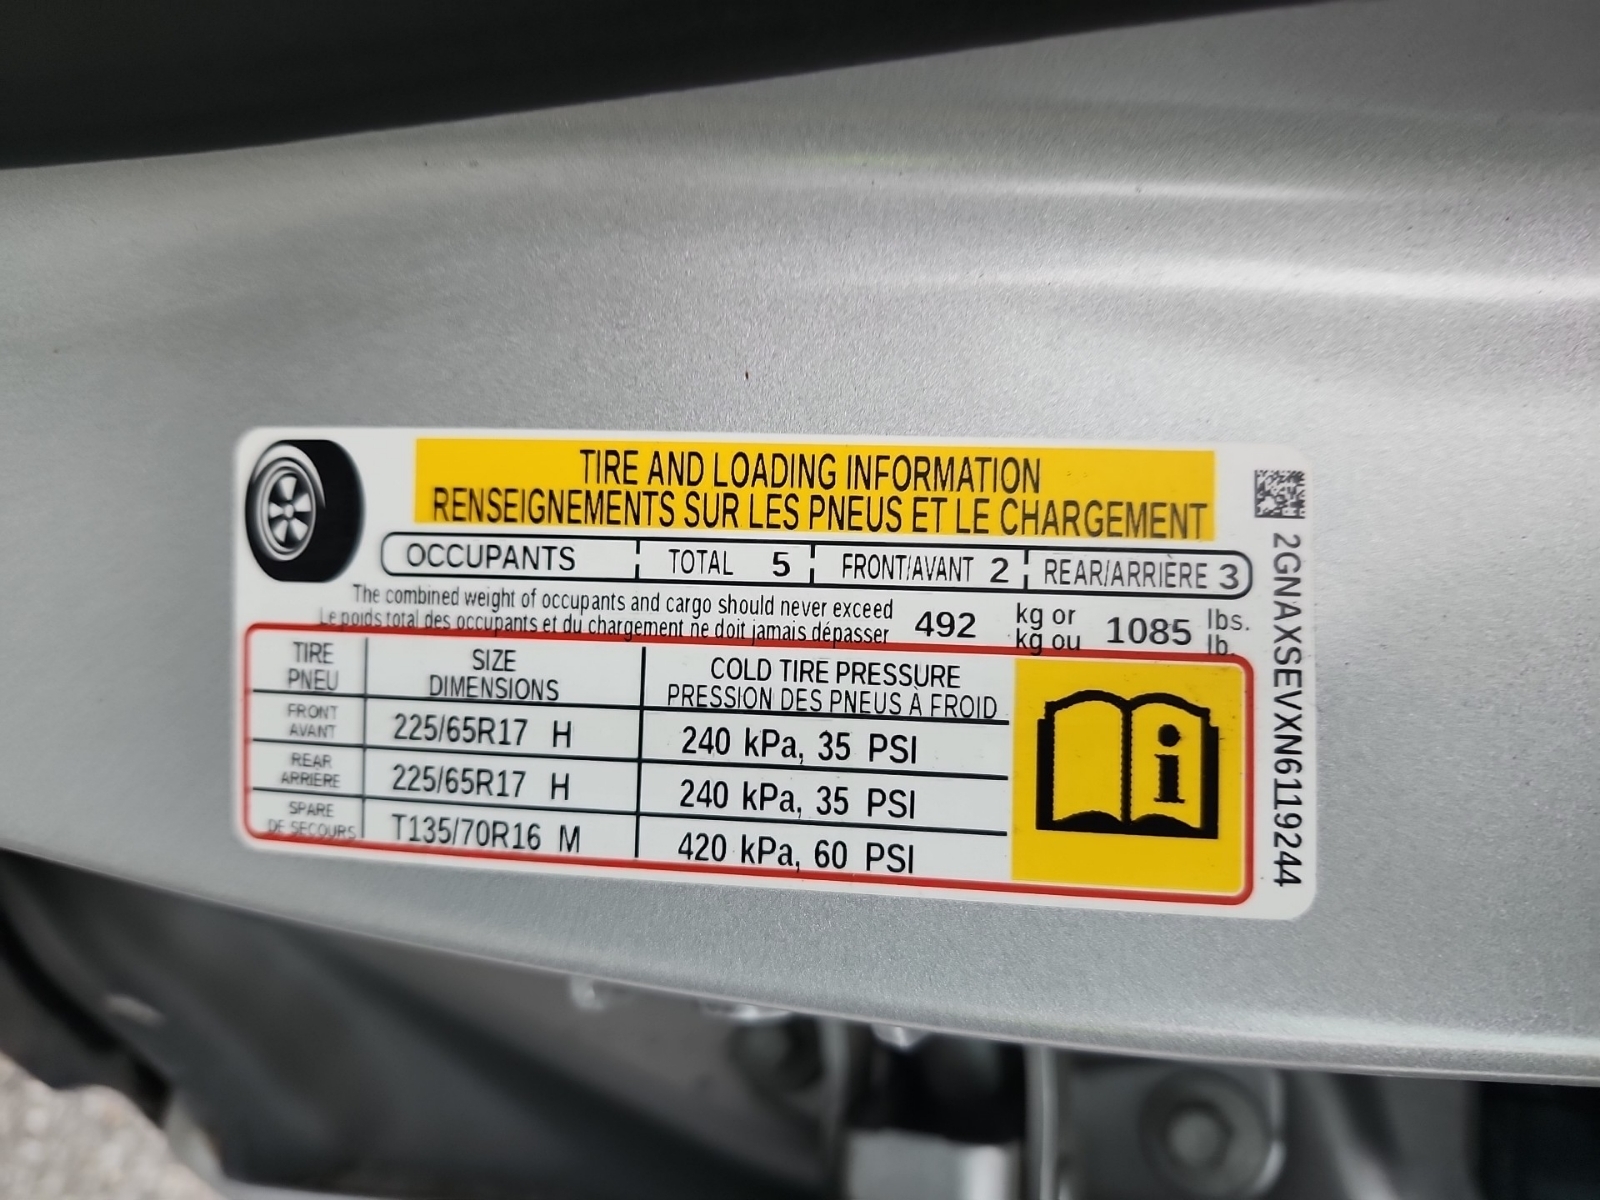 TIRE AND LOADING INFORMATION
RENSEIGNEMENTS SUR LES PNEUS ET LE CHARGEMENT
OCCUPANTS TOTAL 5 FRONT/AVANT 2 REAR/ARRIÈRE 3
The combined weight of occupants and cargo should never exceed 492 kg or 1085 lbs.
Le poids total des occupants et du chargement ne doit jamais dépasser kg ou lb.
TIRE SIZE COLD TIRE PRESSURE
PNEU DIMENSIONS PRESSION DES PNEUS À FROID
FRONT
AVANT 225/65R17 H 240 kPa, 35 PSI
REAR
ARRIERE 225/65R17 H 240 kPa, 35 PSI
SPARE
DE SECOURS T135/70R16 M 420 kPa, 60 PSI
i
2GNAXSEVXN6119244